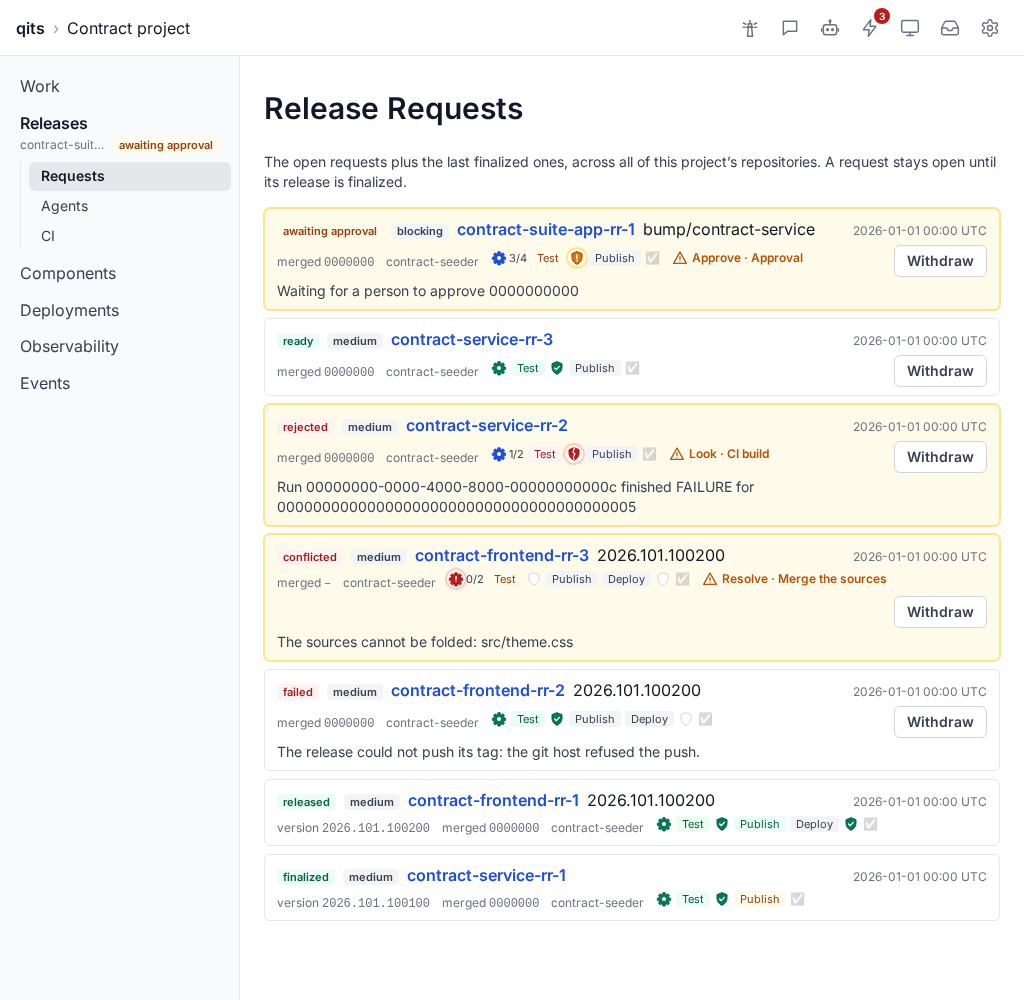 qits › Contract project
3
Work
Releases
contract-suit... awaiting approval
Requests
Agents
CI
Components
Deployments
Observability
Events
Release Requests
The open requests plus the last finalized ones, across all of this project’s repositories. A request stays open until
its release is finalized.
awaiting approval blocking contract-suite-app-rr-1 bump/contract-service 2026-01-01 00:00 UTC
merged 0000000 contract-seeder 3/4 Test Publish Approve · Approval Withdraw
Waiting for a person to approve 0000000000
ready medium contract-service-rr-3 2026-01-01 00:00 UTC
merged 0000000 contract-seeder Test Publish Withdraw
rejected medium contract-service-rr-2 2026-01-01 00:00 UTC
merged 0000000 contract-seeder 1/2 Test Publish Look · CI build Withdraw
Run 00000000-0000-4000-8000-00000000000c finished FAILURE for
0000000000000000000000000000000000000005
conflicted medium contract-frontend-rr-3 2026.101.100200 2026-01-01 00:00 UTC
merged – contract-seeder 0/2 Test Publish Deploy Resolve · Merge the sources
Withdraw
The sources cannot be folded: src/theme.css
failed medium contract-frontend-rr-2 2026.101.100200 2026-01-01 00:00 UTC
merged 0000000 contract-seeder Test Publish Deploy Withdraw
The release could not push its tag: the git host refused the push.
released medium contract-frontend-rr-1 2026.101.100200 2026-01-01 00:00 UTC
version 2026.101.100200 merged 0000000 contract-seeder Test Publish Deploy
finalized medium contract-service-rr-1 2026-01-01 00:00 UTC
version 2026.101.100100 merged 0000000 contract-seeder Test Publish